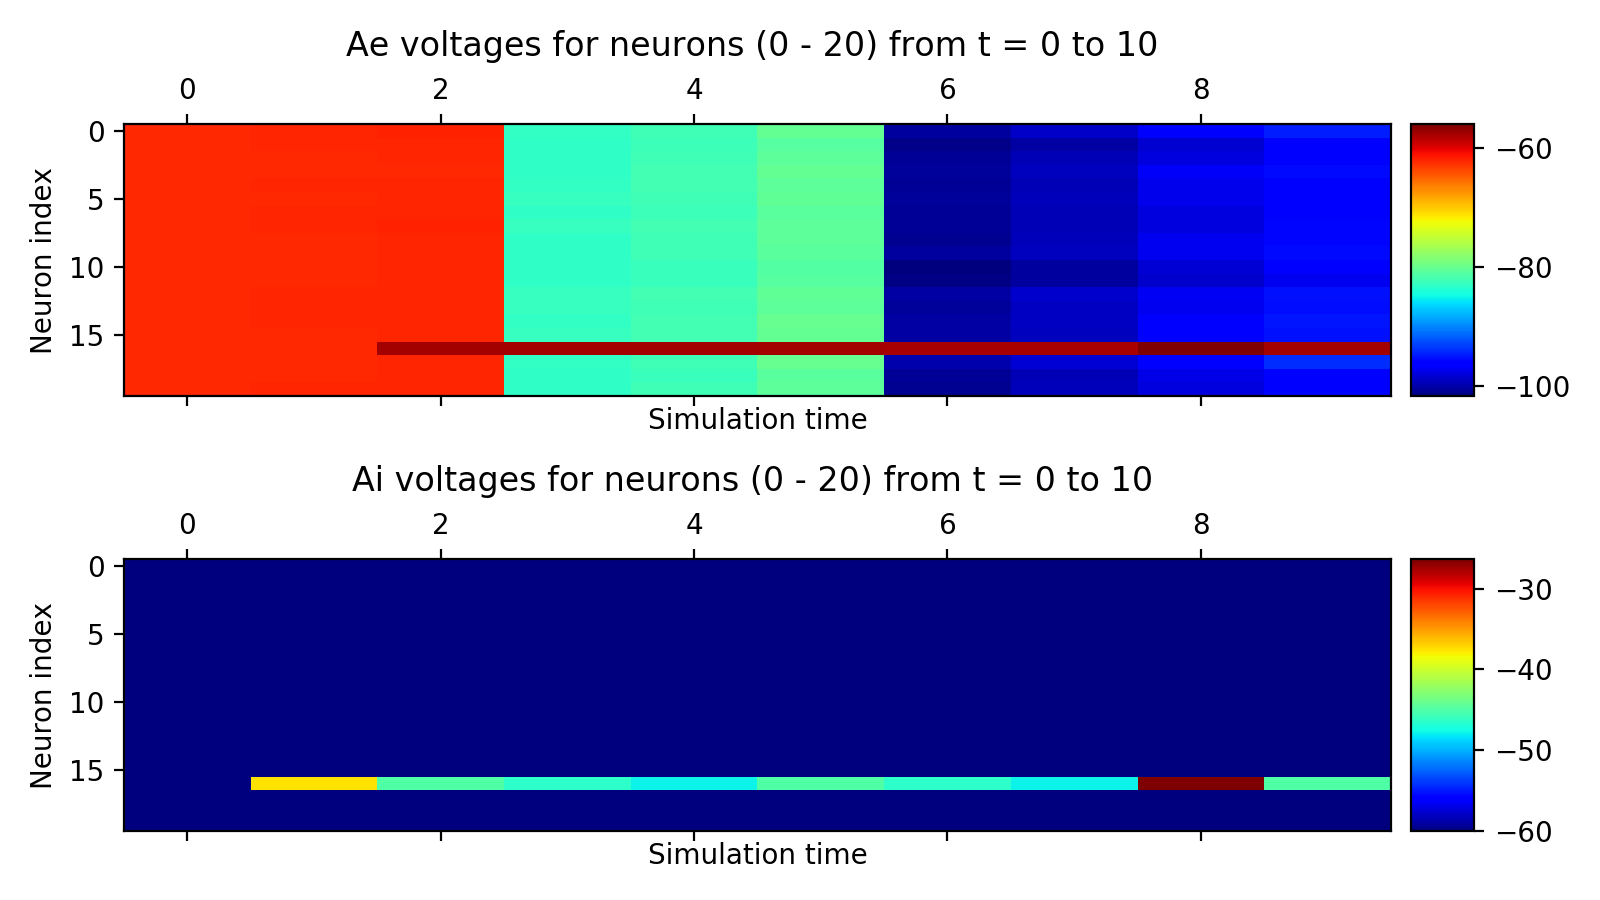 Ae voltages for neurons (0 - 20) from t = 0 to 10
0 2 4 6 8
Neuron index
0
5
10
15
Simulation time
−60
−80
−100
Ai voltages for neurons (0 - 20) from t = 0 to 10
0 2 4 6 8
Neuron index
0
5
10
15
Simulation time
−30
−40
−50
−60